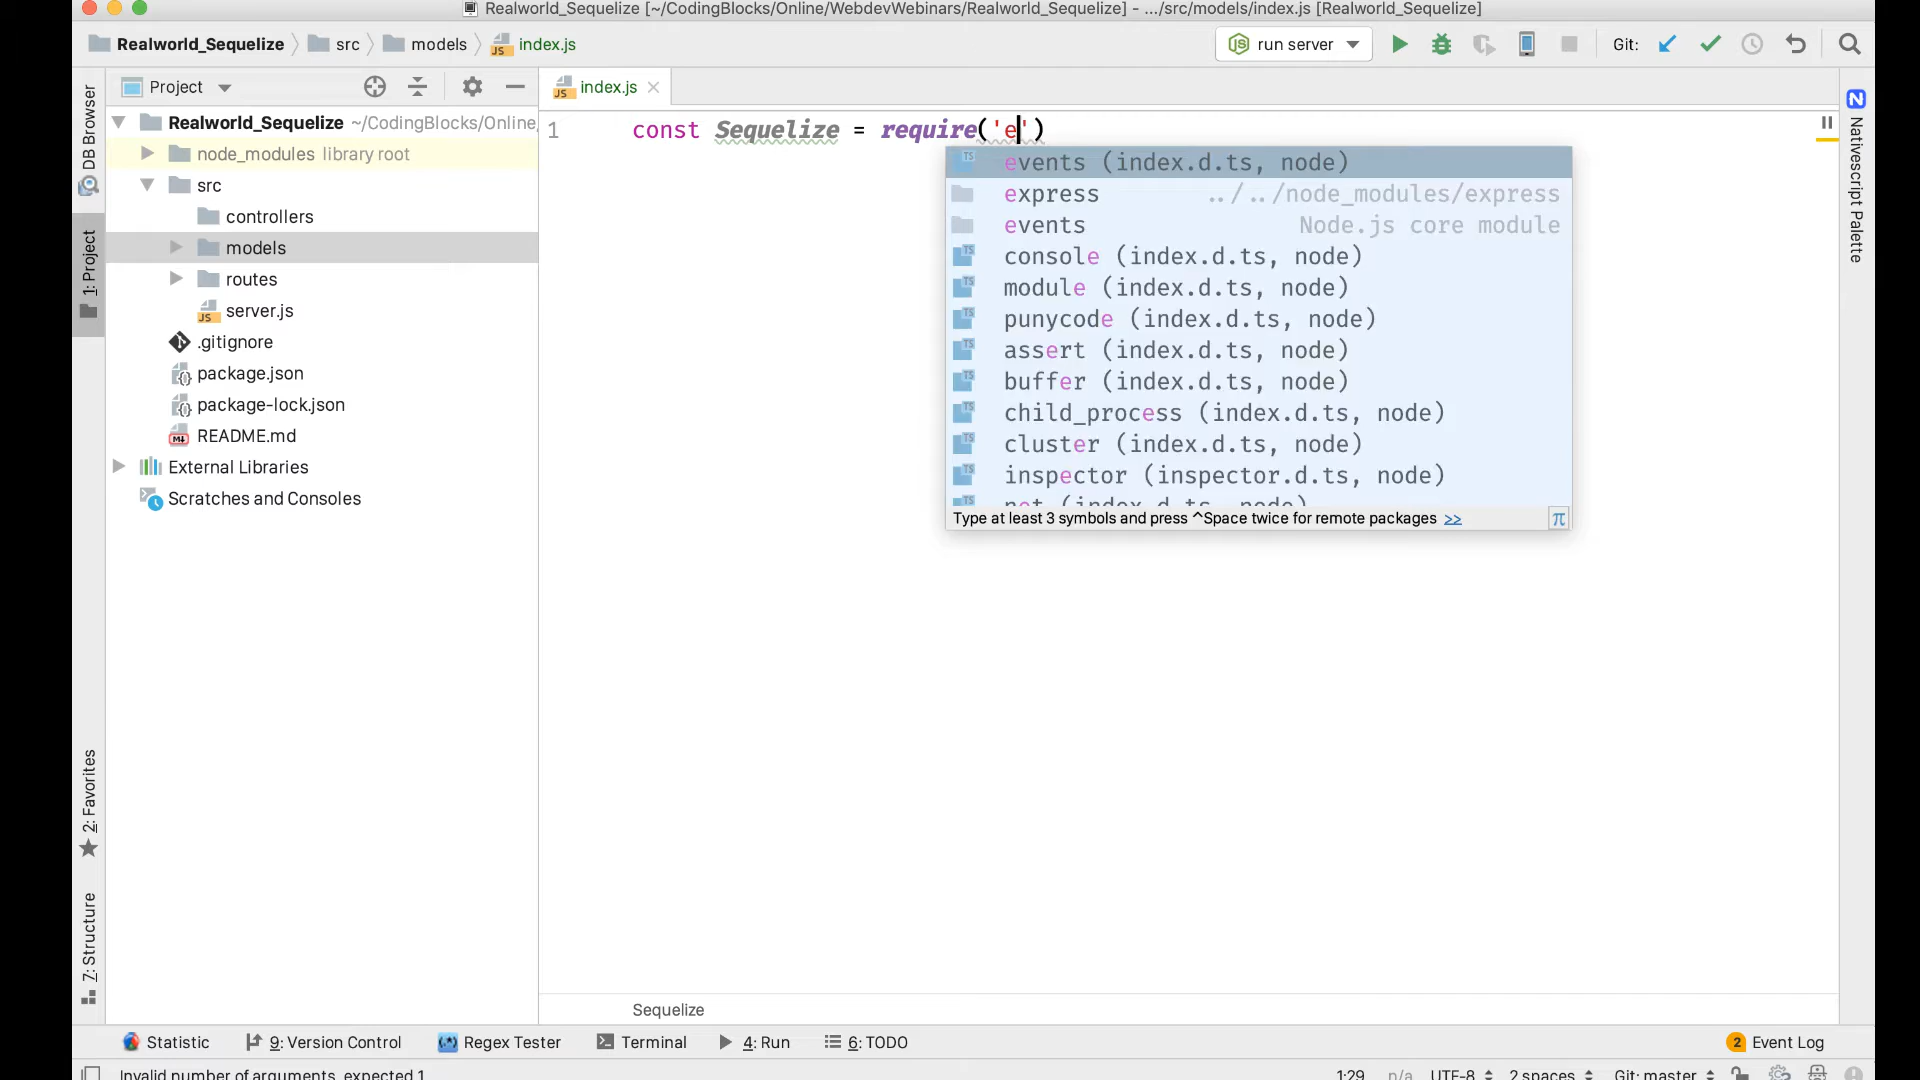 Realworld_Sequelize [~/CodingBlocks/Online/WebdevWebinars/Realworld_Sequelize] - .../src/models/index.js [Realworld_Sequelize]
Realworld_Sequelize src models index.js run server Git:
Project index.js
Realworld_Sequelize ~/CodingBlocks/Online,
node_modules library root
src
controllers
models
routes
server.js
.gitignore
package.json
package-lock.json
README.md
External Libraries
Scratches and Consoles
DB Browser
1: Project
2: Favorites
7: Structure
1 const Sequelize = require('e')
events (index.d.ts, node)
express ../../node_modules/express
events Node.js core module
console (index.d.ts, node)
module (index.d.ts, node)
punycode (index.d.ts, node)
assert (index.d.ts, node)
buffer (index.d.ts, node)
child_process (index.d.ts, node)
cluster (index.d.ts, node)
inspector (inspector.d.ts, node)
net (index.d.ts, node)
Type at least 3 symbols and press ^Space twice for remote packages >>
π
Nativescript Palette
Sequelize
Statistic 9: Version Control Regex Tester Terminal 4: Run 6: TODO 2 Event Log
Invalid number of arguments, expected 1 1:29 n/a UTF-8 2 spaces Git: master